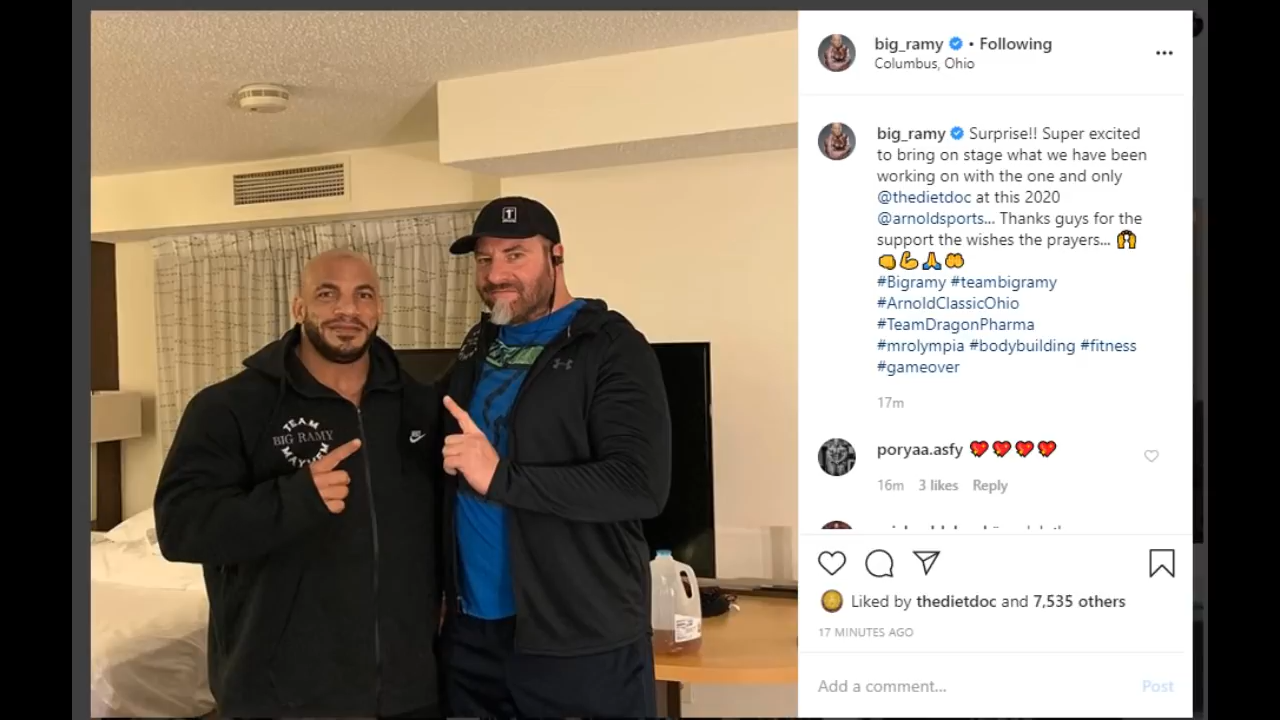 big_ramy • Following
Columbus, Ohio
big_ramy Surprise!! Super excited
to bring on stage what we have been
working on with the one and only
@thedietdoc at this 2020
@arnoldsports... Thanks guys for the
support the wishes the prayers... 🙌
👊💪🙏🤲
#Bigramy #teambigramy
#ArnoldClassicOhio
#TeamDragonPharma
#mrolympia #bodybuilding #fitness
#gameover
17m
poryaa.asfy 💖💖💖💖
16m 3 likes Reply
Liked by thedietdoc and 7,535 others
17 MINUTES AGO
Add a comment... Post
TEAM
BIG RAMY
MAYHEM